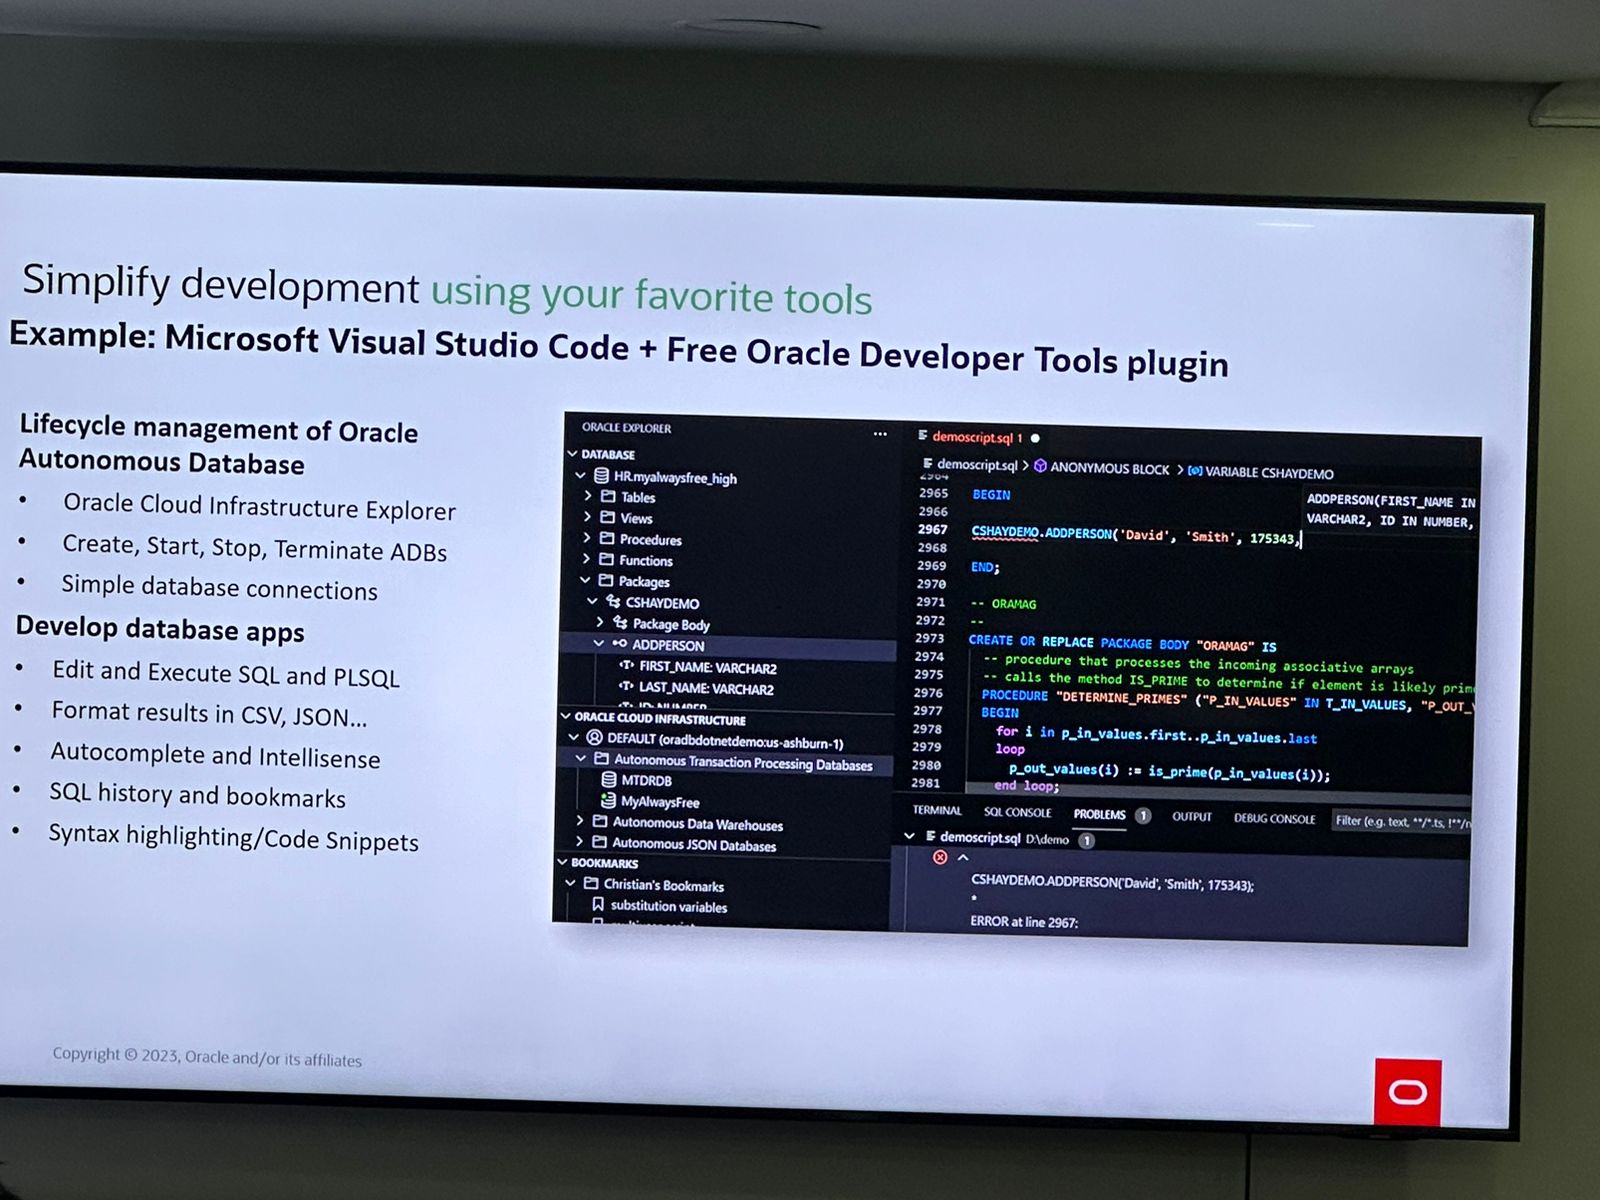 Simplify development using your favorite tools
Example: Microsoft Visual Studio Code + Free Oracle Developer Tools plugin
Lifecycle management of Oracle
Autonomous Database
• Oracle Cloud Infrastructure Explorer
• Create, Start, Stop, Terminate ADBs
• Simple database connections
Develop database apps
• Edit and Execute SQL and PLSQL
• Format results in CSV, JSON...
• Autocomplete and Intellisense
• SQL history and bookmarks
• Syntax highlighting/Code Snippets
ORACLE EXPLORER
DATABASE
HR.myalwaysfree_high
Tables
Views
Procedures
Functions
Packages
CSHAYDEMO
Package Body
ADDPERSON
FIRST_NAME: VARCHAR2
LAST_NAME: VARCHAR2
ID: NUMBER
ORACLE CLOUD INFRASTRUCTURE
DEFAULT (oradbdotnetdemo:us-ashburn-1)
Autonomous Transaction Processing Databases
MTDRDB
MyAlwaysFree
Autonomous Data Warehouses
Autonomous JSON Databases
BOOKMARKS
Christian's Bookmarks
substitution variables
demoscript.sql 1
demoscript.sql > ANONYMOUS BLOCK > VARIABLE CSHAYDEMO
2964
2965 BEGIN
2966
2967 CSHAYDEMO.ADDPERSON('David', 'Smith', 175343,
2968
2969 END;
2970
2971 -- ORAMAG
2972 --
2973 CREATE OR REPLACE PACKAGE BODY "ORAMAG" IS
2974 -- procedure that processes the incoming associative arrays
2975 -- calls the method IS_PRIME to determine if element is likely prim
2976 PROCEDURE "DETERMINE_PRIMES" ("P_IN_VALUES" IN T_IN_VALUES, "P_OUT_
2977 BEGIN
2978 for i in p_in_values.first..p_in_values.last
2979 loop
2980 p_out_values(i) := is_prime(p_in_values(i));
2981 end loop;
ADDPERSON(FIRST_NAME IN
VARCHAR2, ID IN NUMBER,
TERMINAL SQL CONSOLE PROBLEMS 1 OUTPUT DEBUG CONSOLE Filter (e.g. text, **/*.ts, !**/n
demoscript.sql D:\demo 1
CSHAYDEMO.ADDPERSON('David', 'Smith', 175343);
*
ERROR at line 2967:
Copyright © 2023, Oracle and/or its affiliates